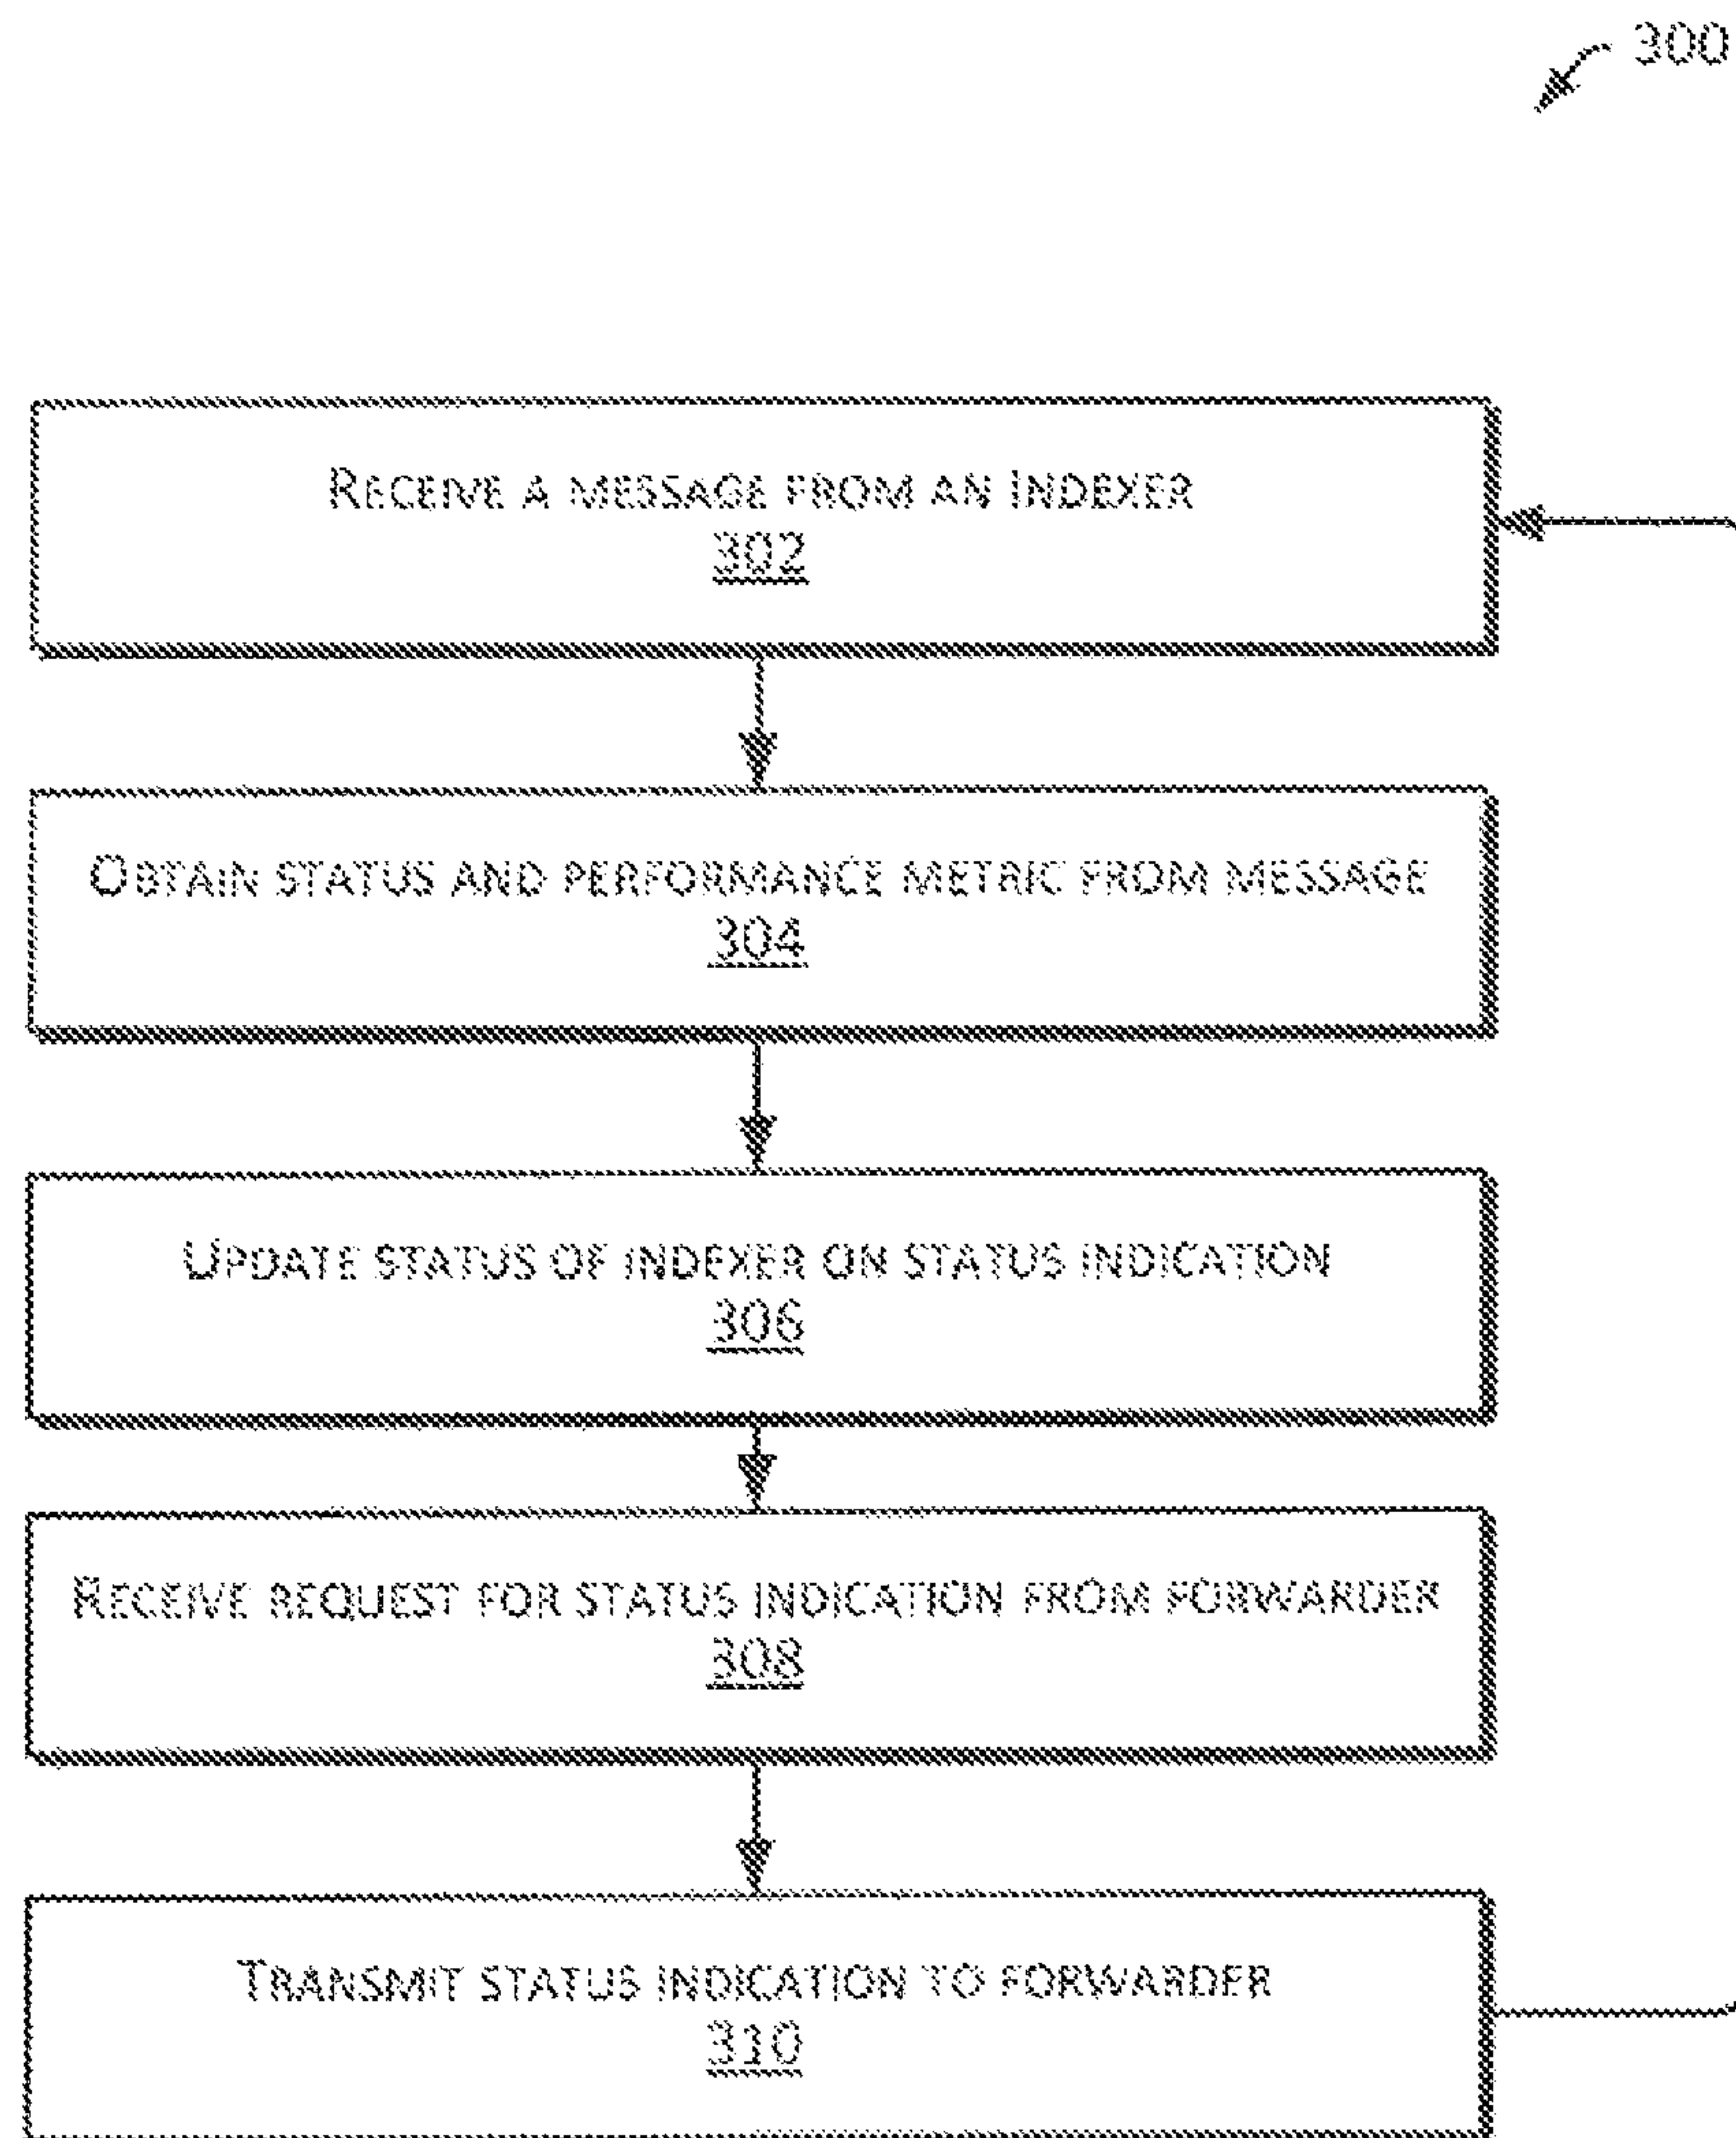 300
RECEIVE A MESSAGE FROM AN INDEXER
302
OBTAIN STATUS AND PERFORMANCE METRIC FROM MESSAGE
304
UPDATE STATUS OF INDEXER ON STATUS INDICATION
306
RECEIVE REQUEST FOR STATUS INDICATION FROM FORWARDER
308
TRANSMIT STATUS INDICATION TO FORWARDER
310